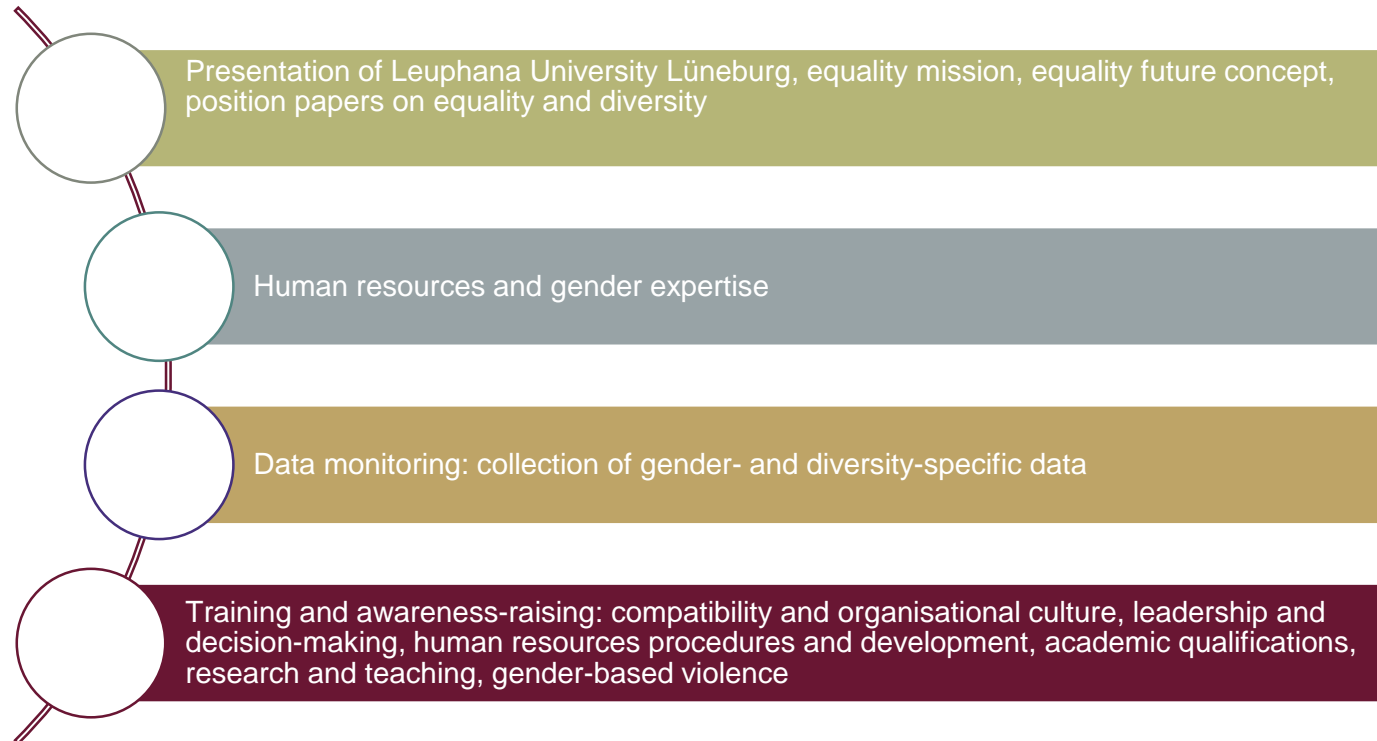 Presentation of Leuphana University Lüneburg, equality mission, equality future concept,
position papers on equality and diversity
Human resources and gender expertise
Data monitoring: collection of gender- and diversity-specific data
Training and awareness-raising: compatibility and organisational culture, leadership and
decision-making, human resources procedures and development, academic qualifications,
research and teaching, gender-based violence